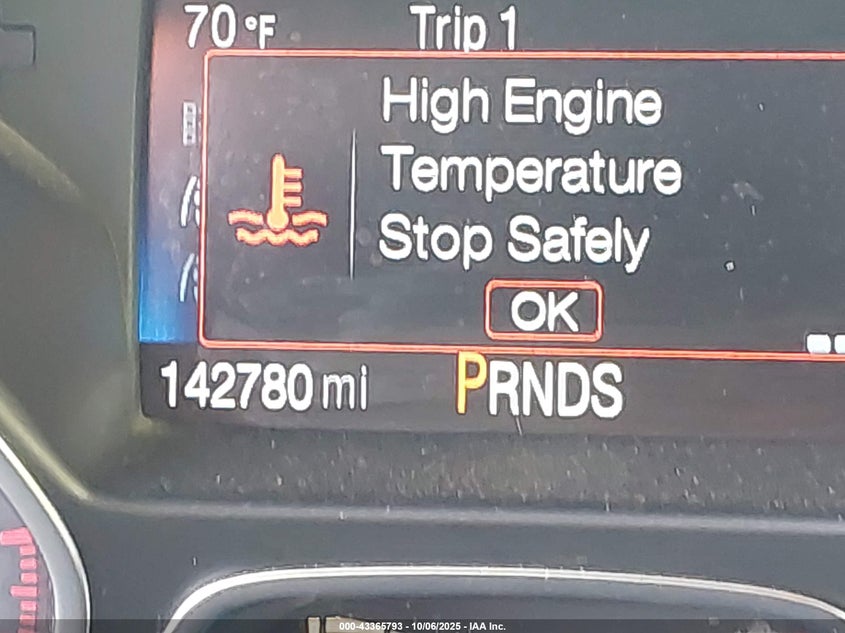 70 °F Trip 1
High Engine
Temperature
Stop Safely
OK
142780 mi PRNDS
000-43365793 - 10/06/2025 - IAA Inc.